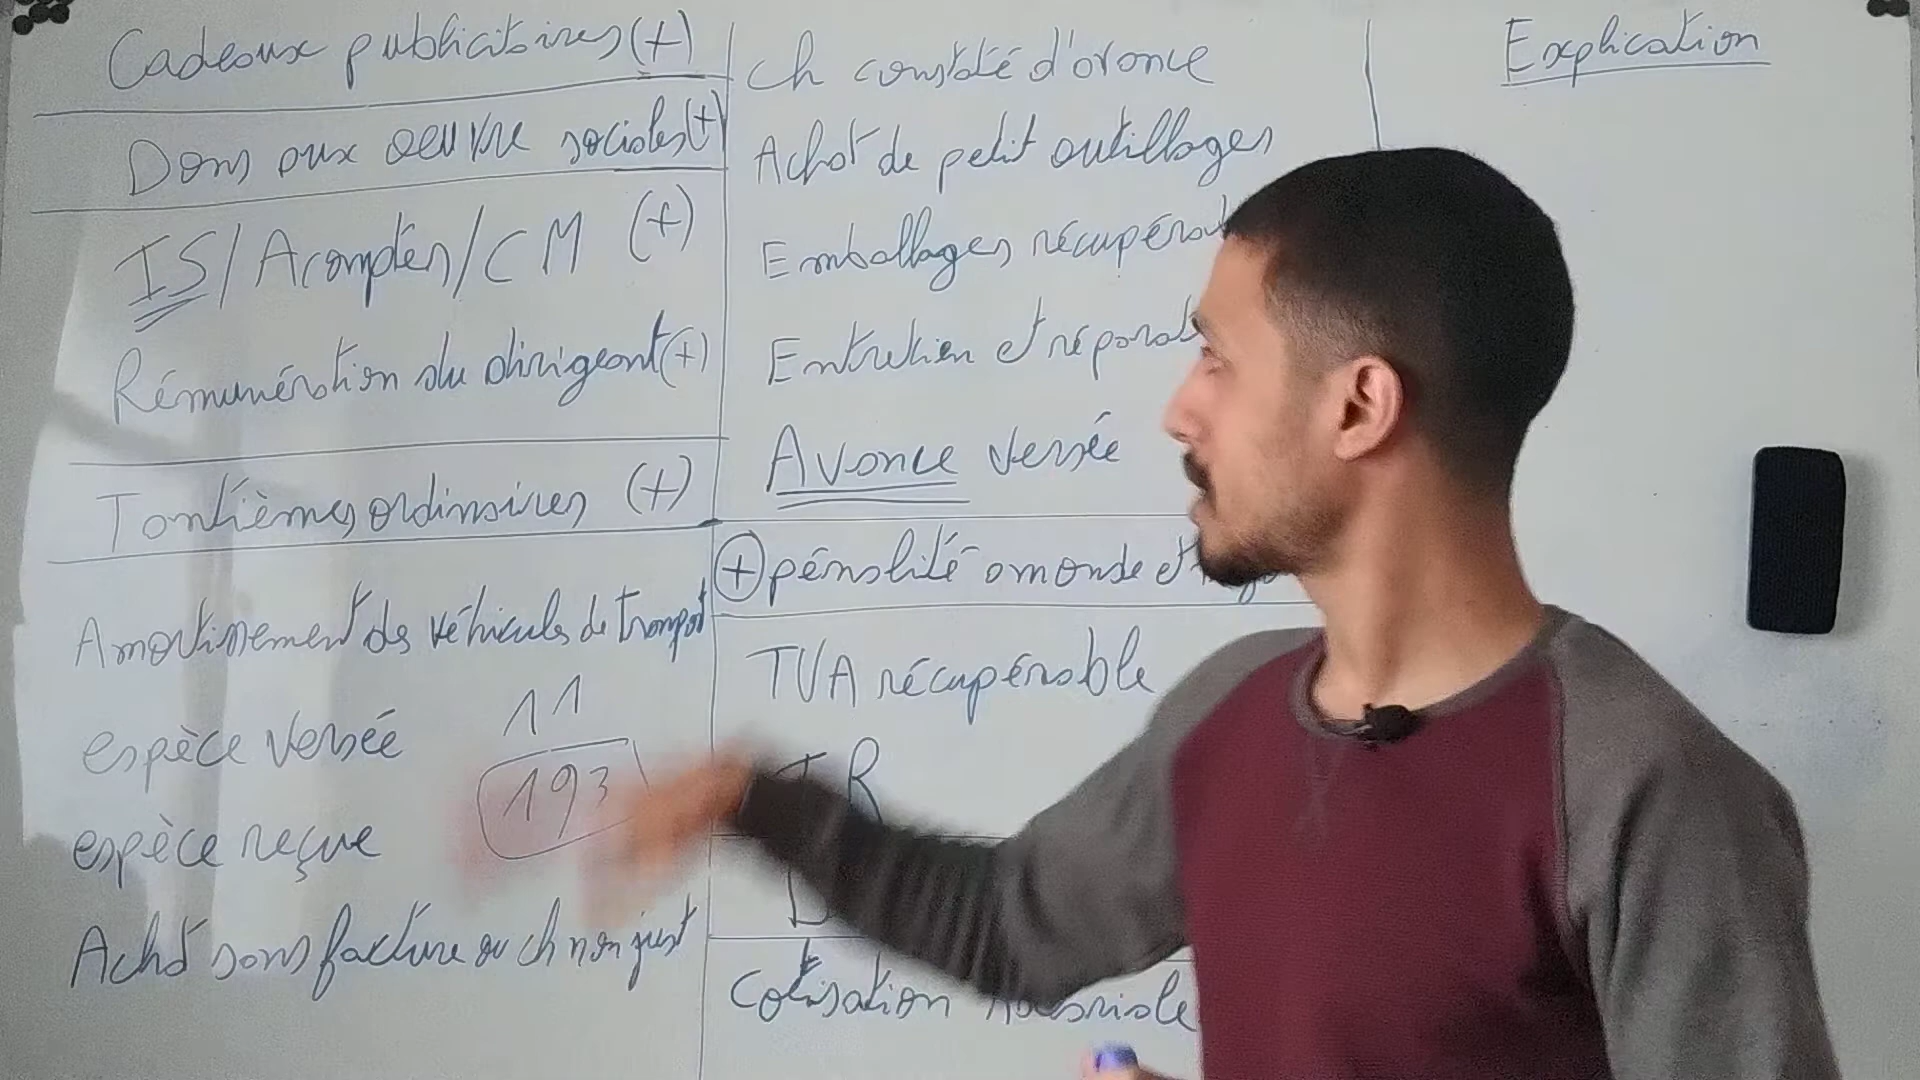 Cadeaux publicitaires (+)
Dons aux oeuvre sociales (+)
IS / Acomptes / CM (+)
Rémunération du dirigeant (+)
Tantièmes ordinaires (+)
Amortissement des véhicules de transport
espèce versée
11
193
espèce reçue
Achat sans facture ou ch non just
ch constaté d'avance
Achat de petit outillages
Emballages récupérab
Entretien et réparat
Avance versée
(+) pénalité amende et
TVA récupérable
IR
Cotisation
Explication